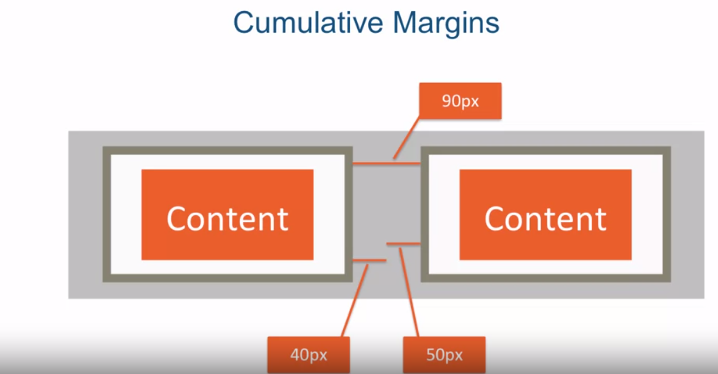 Cumulative Margins
90px
Content
Content
40px
50px